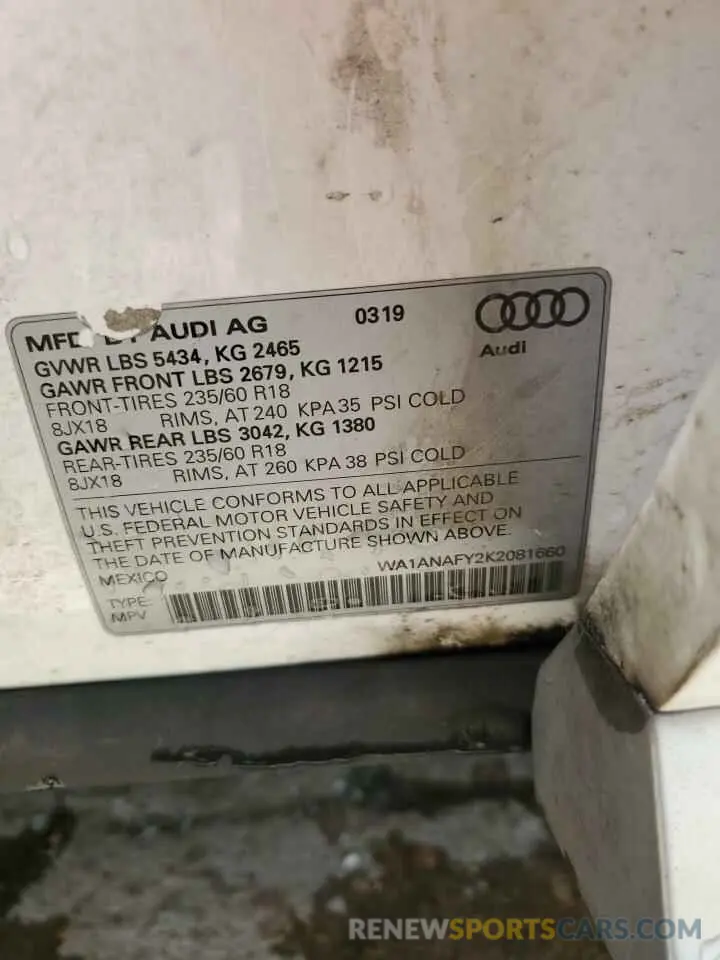 MFD BY AUDI AG 0319
Audi
GVWR LBS 5434, KG 2465
GAWR FRONT LBS 2679, KG 1215
FRONT-TIRES 235/60 R18
8JX18 RIMS, AT 240 KPA 35 PSI COLD
GAWR REAR LBS 3042, KG 1380
REAR-TIRES 235/60 R18
8JX18 RIMS, AT 260 KPA 38 PSI COLD
THIS VEHICLE CONFORMS TO ALL APPLICABLE
U.S. FEDERAL MOTOR VEHICLE SAFETY AND
THEFT PREVENTION STANDARDS IN EFFECT ON
THE DATE OF MANUFACTURE SHOWN ABOVE.
MEXICO WA1ANAFY2K2081660
TYPE:
MPV
RENEWSPORTSCARS.COM